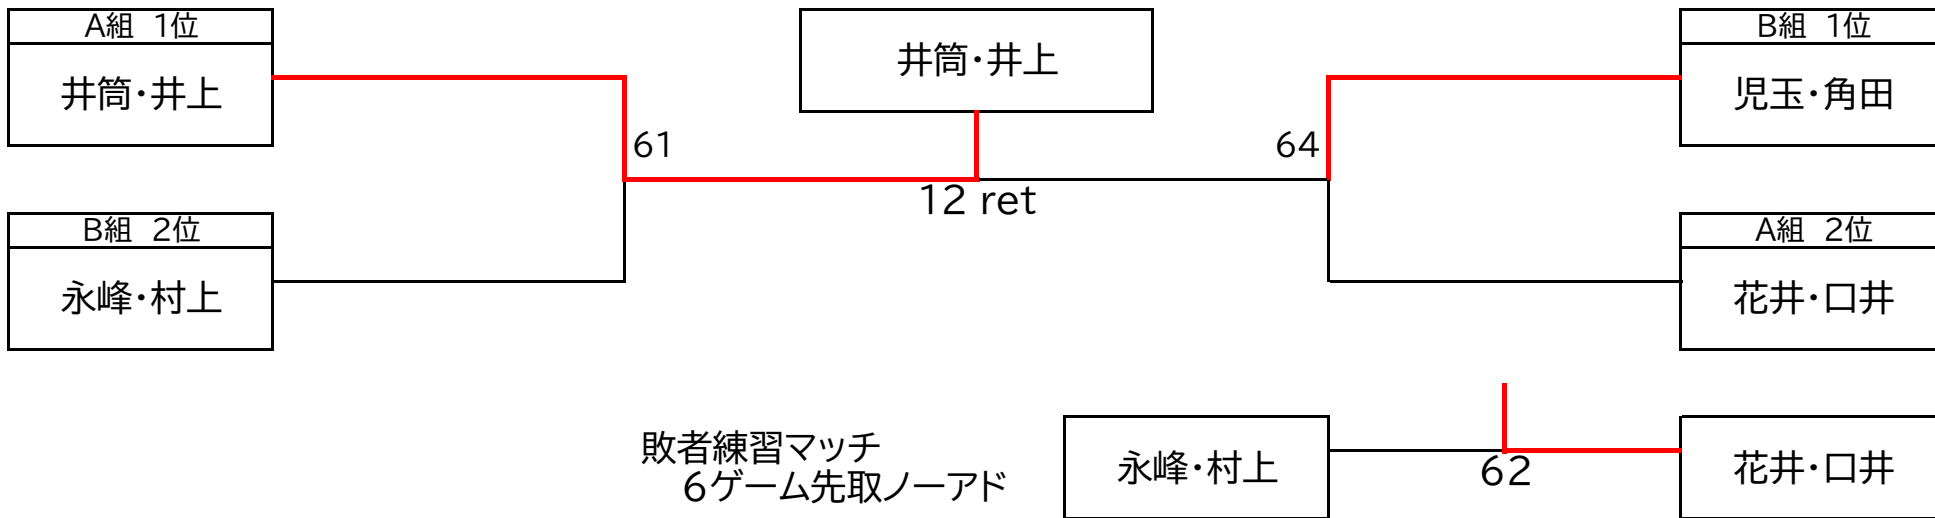 A組 1位
井筒・井上
B組 2位
永峰・村上
61
井筒・井上
12 ret
64
B組 1位
児玉・角田
A組 2位
花井・口井
敗者練習マッチ
6ゲーム先取ノーアド
永峰・村上
62
花井・口井